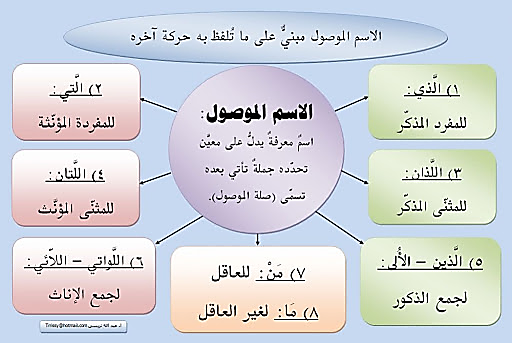 الاسم الموصول مبنيٌّ على ما تُلفظ به حركة آخره
الاسم الموصول:
اسمٌ معرفةٌ يدلُّ على معيَّن
تحدّده جملةٌ تأتي بعده
تسمّى (صلة الموصول).
١) الَّذي:
للمفرد المذكّر
٢) الَّتي:
للمفردة المؤنّثة
٣) اللَّذان:
للمثنّى المذكّر
٤) اللَّتان:
للمثنّى المؤنَّث
٥) الَّذين – الأُلى:
لجمع الذكور
٦) اللَّواتي – اللاَّئي:
لجمع الإناث
٧) مَنْ: للعاقل
٨) مَا: لغير العاقل